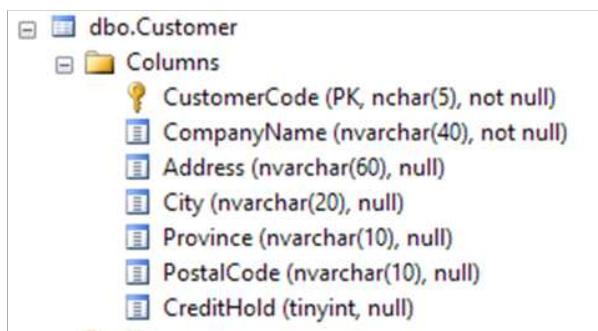 dbo.Customer
Columns
CustomerCode (PK, nchar(5), not null)
CompanyName (nvarchar(40), not null)
Address (nvarchar(60), null)
City (nvarchar(20), null)
Province (nvarchar(10), null)
PostalCode (nvarchar(10), null)
CreditHold (tinyint, null)